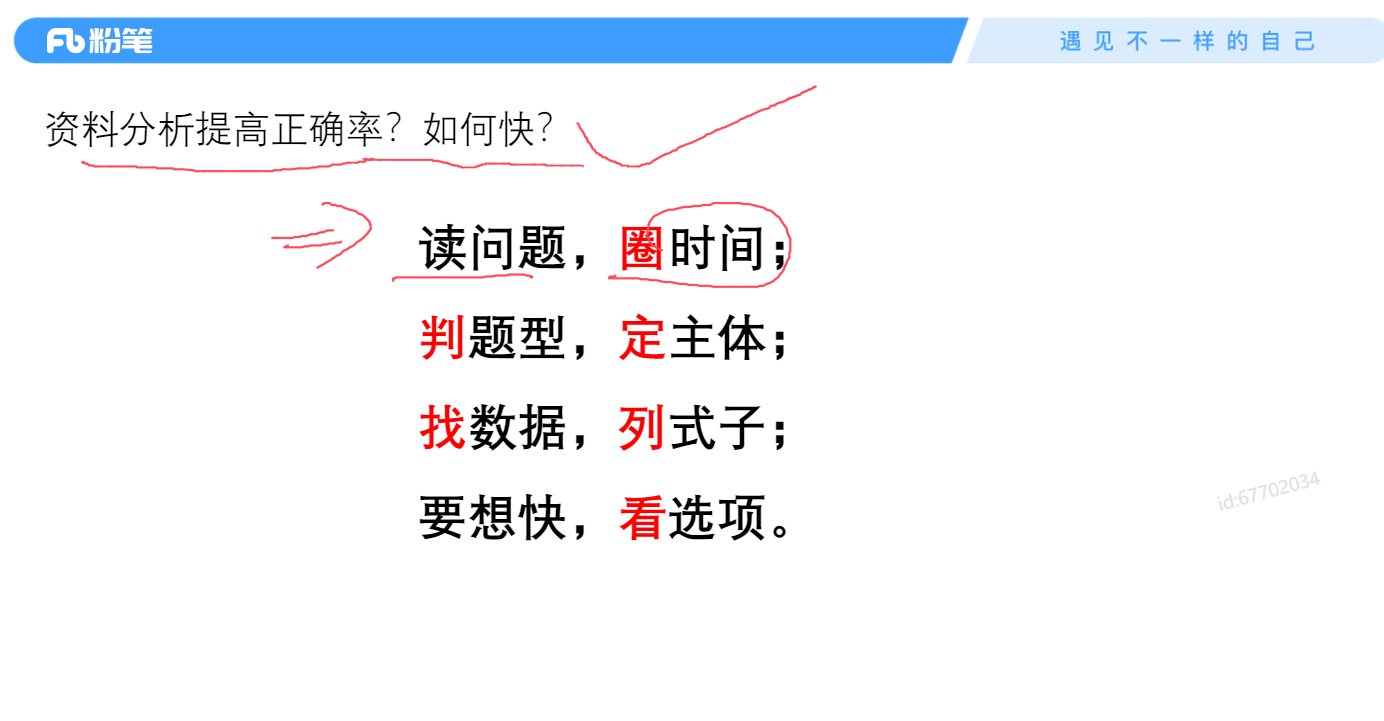 粉笔
遇见不一样的自己
资料分析提高正确率？如何快？
读问题，圈时间；
判题型，定主体；
找数据，列式子；
要想快，看选项。
id:67702034